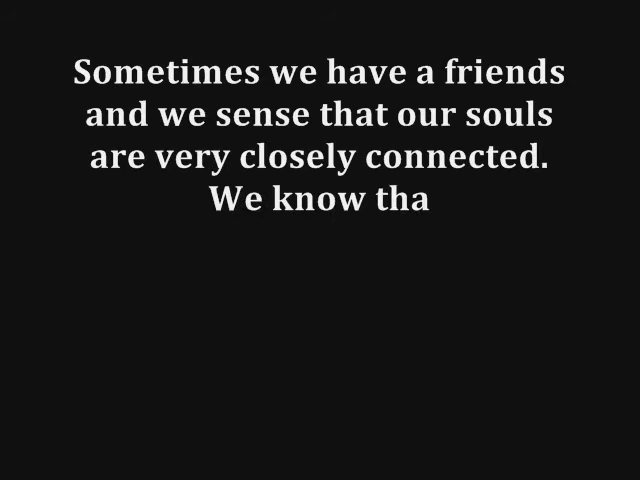 Sometimes we have a friends
and we sense that our souls
are very closely connected.
We know tha